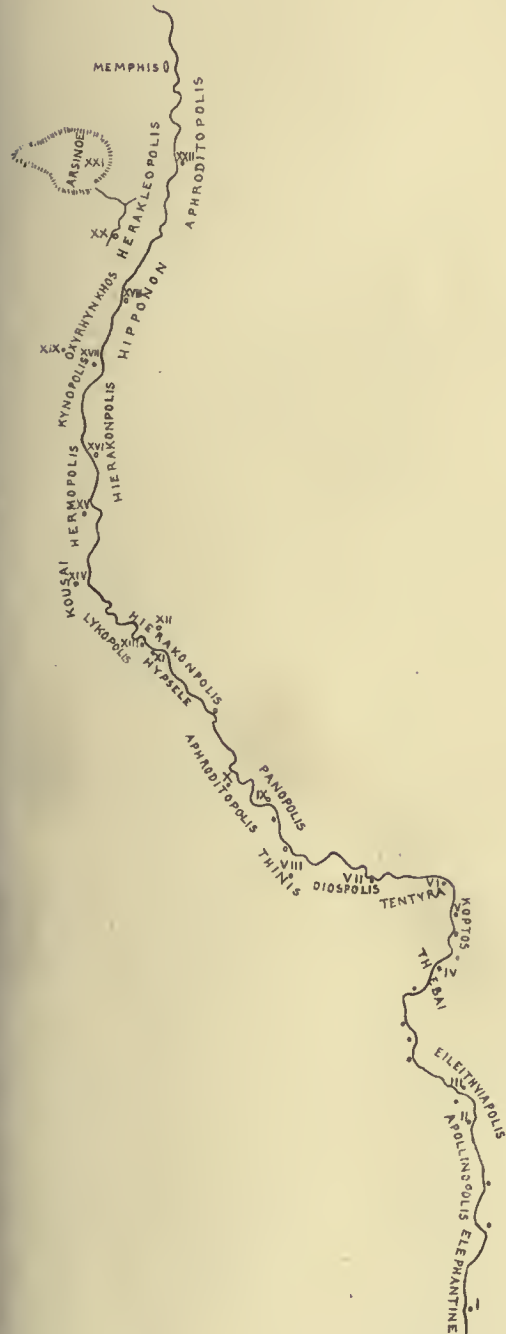 MEMPHIS
ARSINOE
XXI
XXII
APHRODITOPOLIS
HERAKLEOPOLIS
XX
XVIII
HIPPONON
OXYRHYNKHOS
XIX
XVII
KYNOPOLIS
XVI
HIERAKONPOLIS
HERMOPOLIS
XV
XIV
KOUSAI
XII
HIERAKONPOLIS
XIII
LYKOPOLIS
XI
HYPSELE
X
APHRODITOPOLIS
IX
PANOPOLIS
VIII
THINIS
VII
DIOSPOLIS
VI
TENTYRA
V
KOPTOS
IV
THEBAI
EILEITHYIAPOLIS
III
II
APOLLINOPOLIS
ELEPHANTINE
I